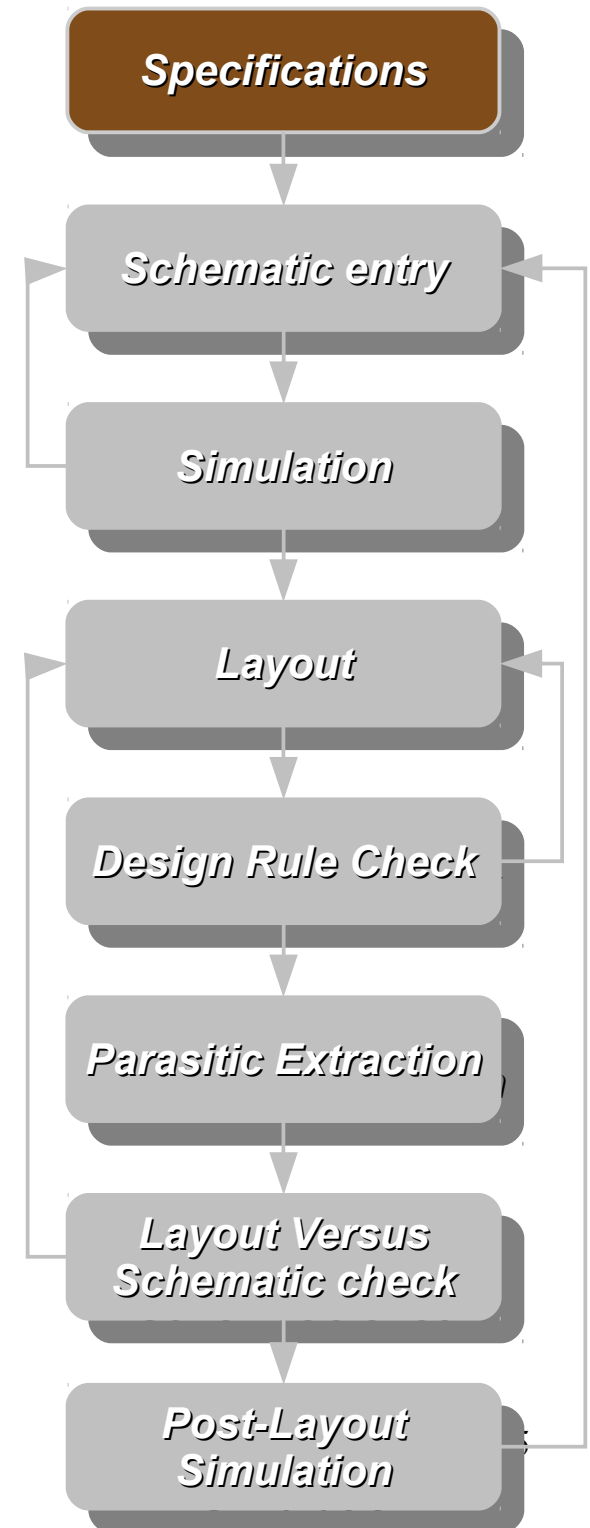 Specifications
Schematic entry
Simulation
Layout
Design Rule Check
Parasitic Extraction
Layout Versus
Schematic check
Post-Layout
Simulation